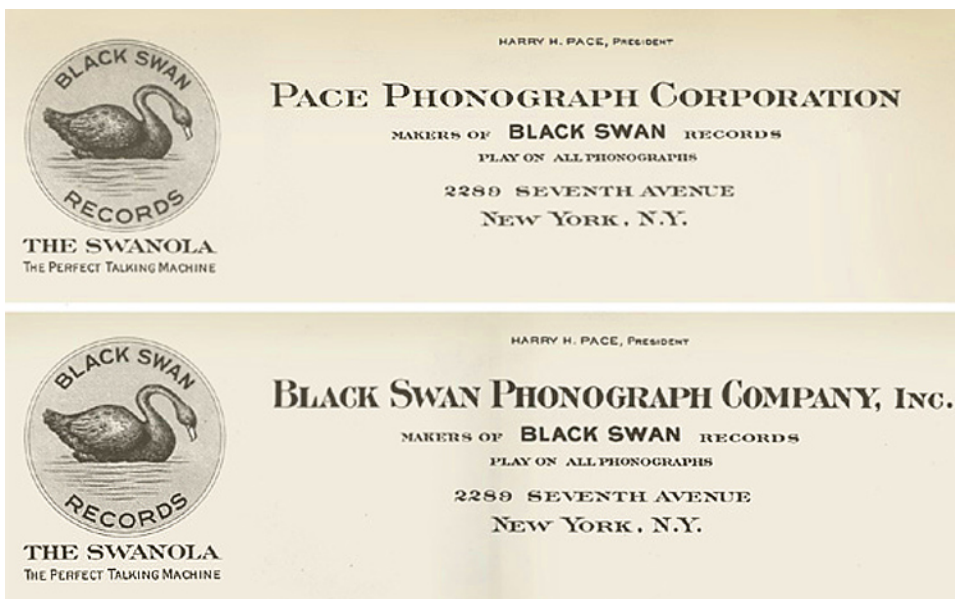 BLACK SWAN
RECORDS
THE SWANOLA
THE PERFECT TALKING MACHINE
HARRY H. PACE, PRESIDENT
PACE PHONOGRAPH CORPORATION
MAKERS OF BLACK SWAN RECORDS
PLAY ON ALL PHONOGRAPHS
2289 SEVENTH AVENUE
NEW YORK, N.Y.
BLACK SWAN
RECORDS
THE SWANOLA
THE PERFECT TALKING MACHINE
HARRY H. PACE, PRESIDENT
BLACK SWAN PHONOGRAPH COMPANY, INC.
MAKERS OF BLACK SWAN RECORDS
PLAY ON ALL PHONOGRAPHS
2289 SEVENTH AVENUE
NEW YORK, N.Y.